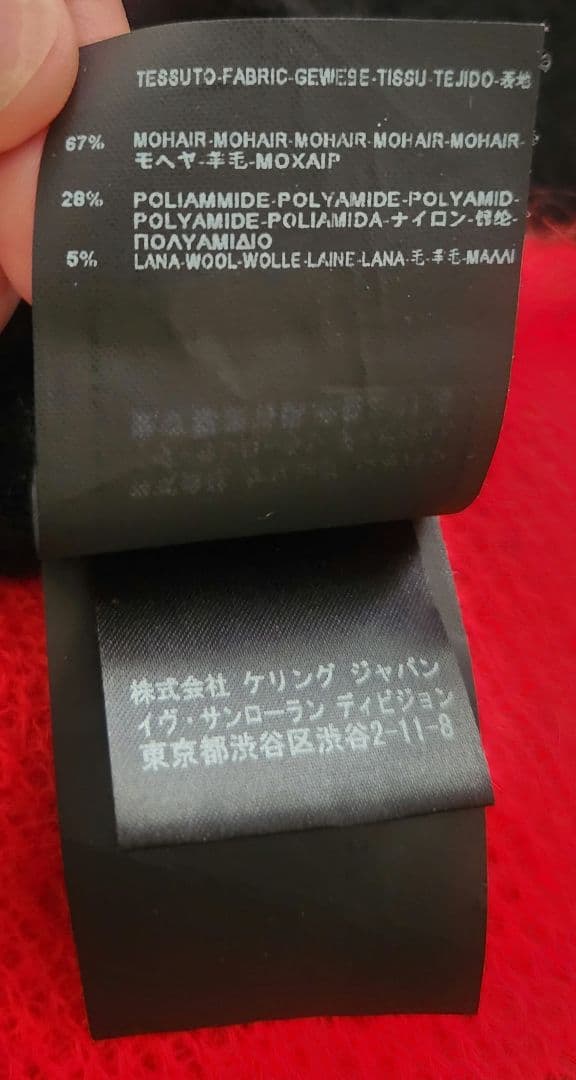 TESSUTO-FABRIC-GEWEBE-TISSU-TEJIDO-表地
67% MOHAIR-MOHAIR-MOHAIR-MOHAIR-MOHAIR-
モヘヤ-羊毛-MOXAIP
28% POLIAMMIDE-POLYAMIDE-POLYAMID-
POLYAMIDE-POLIAMIDA-ナイロン-锦纶-
ΠΟΛΥΑΜΙΔΙΟ
5% LANA-WOOL-WOLLE-LAINE-LANA-毛-羊毛-ΜΑΛΛΙ
株式会社 ケリング ジャパン
イヴ・サンローラン ディビジョン
東京都渋谷区渋谷2-11-8